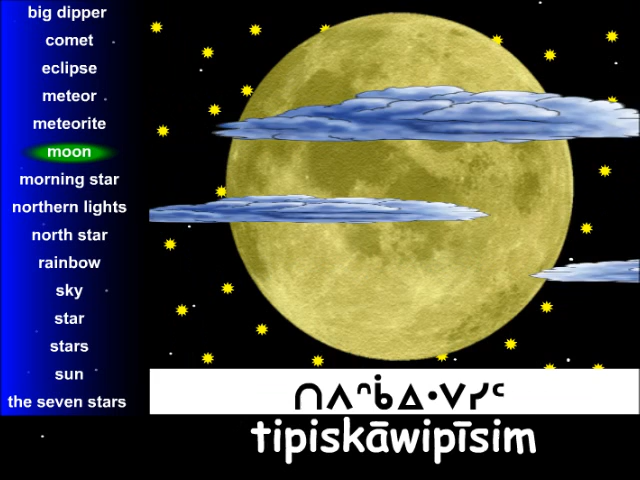 big dipper
comet
eclipse
meteor
meteorite
moon
morning star
northern lights
north star
rainbow
sky
star
stars
sun
the seven stars
ᑎᐱᐢᑳᐃᐧᐯᓯᒼ
tipiskāwipīsim